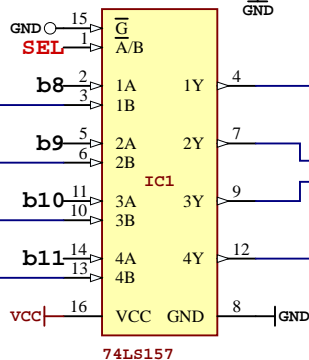 GND
GND 15 G
SEL 1 A/B
b8 2 1A 1Y 4
3 1B
b9 5 2A 2Y 7
6 2B
IC1
b10 11 3A 3Y 9
10 3B
b11 14 4A 4Y 12
13 4B
VCC 16 VCC GND 8 GND
74LS157